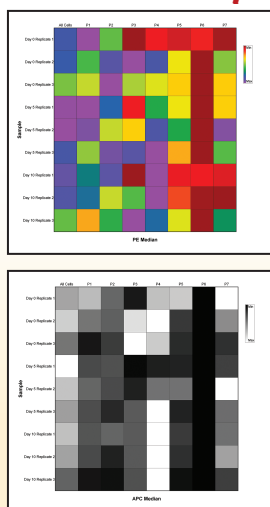 All Cells P1 P2 P3 P4 P5 P6 P7
Day 0 Replicate 1
Day 0 Replicate 2
Day 0 Replicate 3
Day 5 Replicate 1
Day 5 Replicate 2
Day 5 Replicate 3
Day 10 Replicate 1
Day 10 Replicate 2
Day 10 Replicate 3
Sample
PE Median
Min
Max
All Cells P1 P2 P3 P4 P5 P6 P7
Day 0 Replicate 1
Day 0 Replicate 2
Day 0 Replicate 3
Day 5 Replicate 1
Day 5 Replicate 2
Day 5 Replicate 3
Day 10 Replicate 1
Day 10 Replicate 2
Day 10 Replicate 3
Sample
APC Median
Min
Max